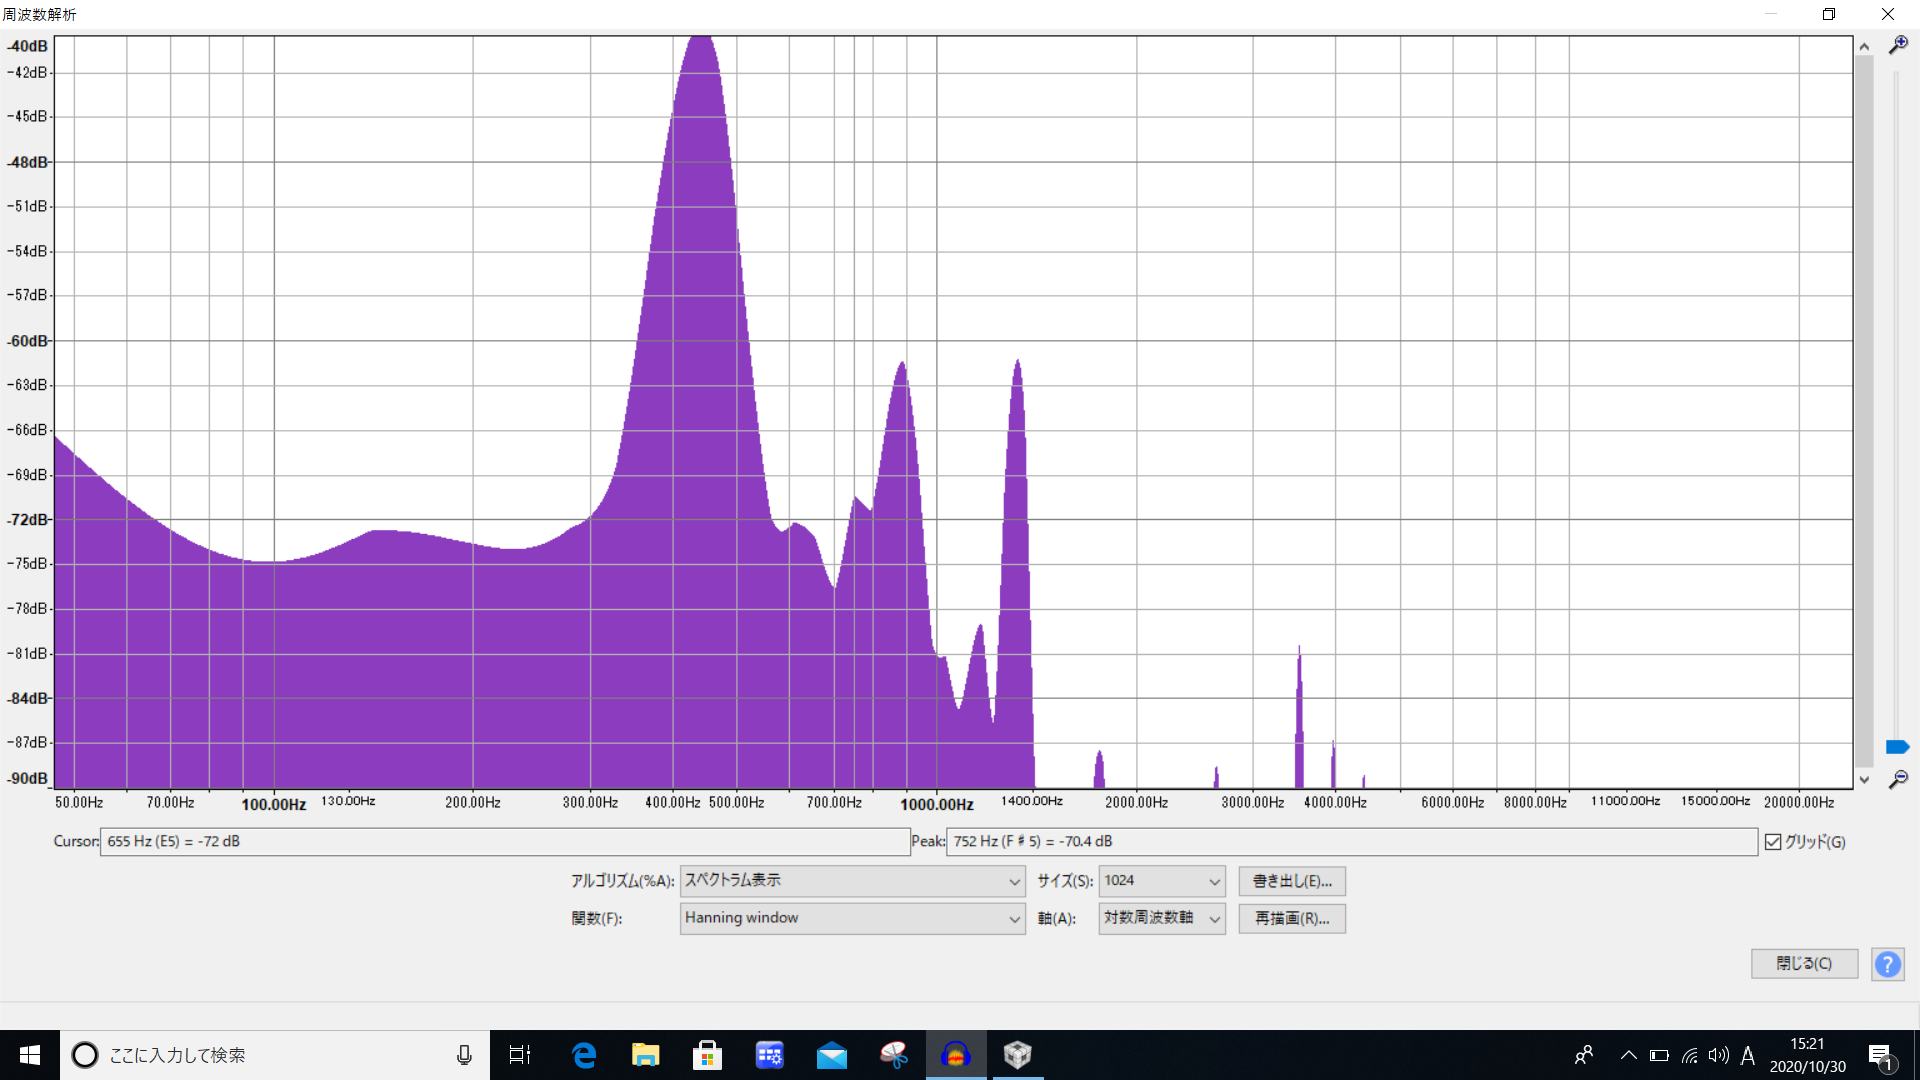 周波数解析
-40dB
-42dB
-45dB
-48dB
-51dB
-54dB
-57dB
-60dB
-63dB
-66dB
-69dB
-72dB
-75dB
-78dB
-81dB
-84dB
-87dB
-90dB
50.00Hz 70.00Hz 100.00Hz 130.00Hz 200.00Hz 300.00Hz 400.00Hz 500.00Hz 700.00Hz 1000.00Hz 1400.00Hz 2000.00Hz 3000.00Hz 4000.00Hz 6000.00Hz 8000.00Hz 11000.00Hz 15000.00Hz 20000.00Hz
Cursor: 655 Hz (E5) = -72 dB Peak: 752 Hz (F♯5) = -70.4 dB グリッド(G)
アルゴリズム(%A): スペクトラム表示 サイズ(S): 1024 書き出し(E)...
関数(F): Hanning window 軸(A): 対数周波数軸 再描画(R)...
閉じる(C) ?
ここに入力して検索
A 15:21
2020/10/30
1